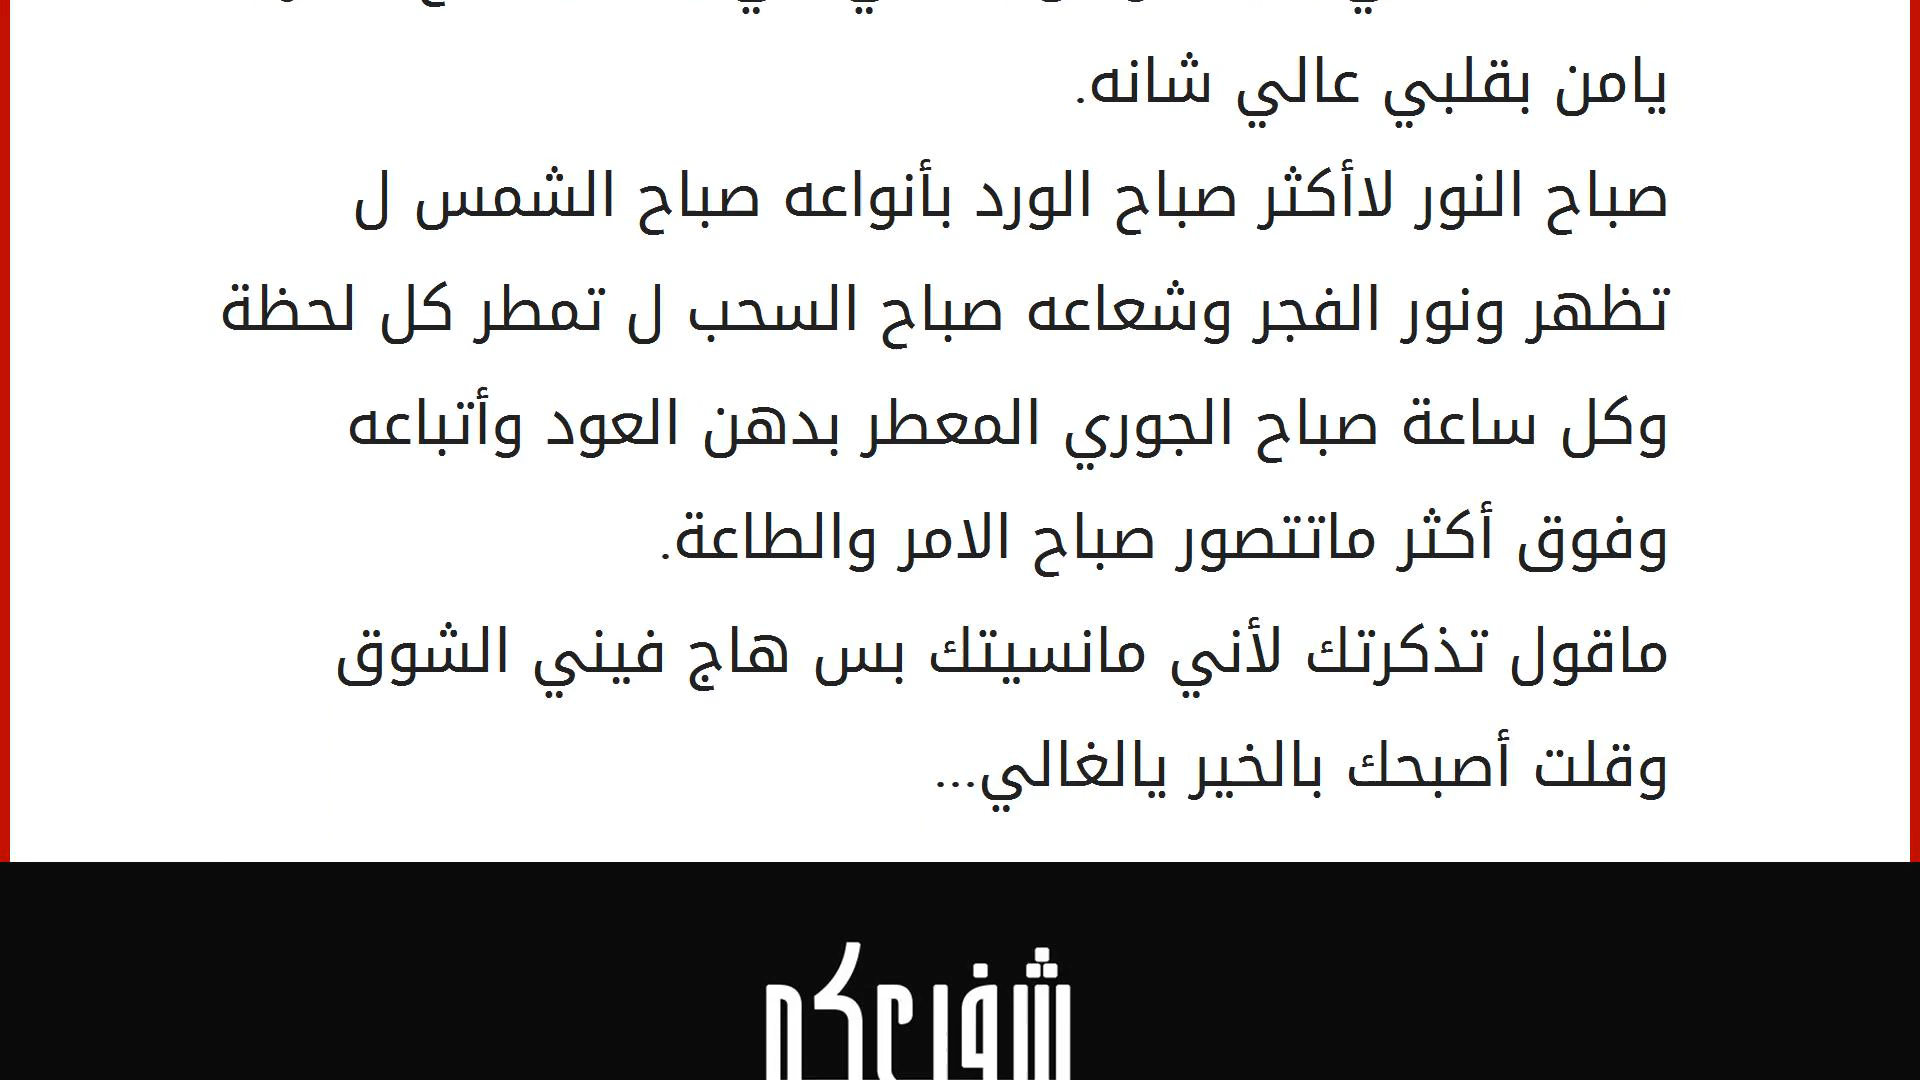 يامن بقلبي عالي شانه.
صباح النور لاأكثر صباح الورد بأنواعه صباح الشمس ل
تظهر ونور الفجر وشعاعه صباح السحب ل تمطر كل لحظة
وكل ساعة صباح الجوري المعطر بدهن العود وأتباعه
وفوق أكثر ماتتصور صباح الامر والطاعة.
ماقول تذكرتك لأني مانسيتك بس هاج فيني الشوق
وقلت أصبحك بالخير يالغالي...